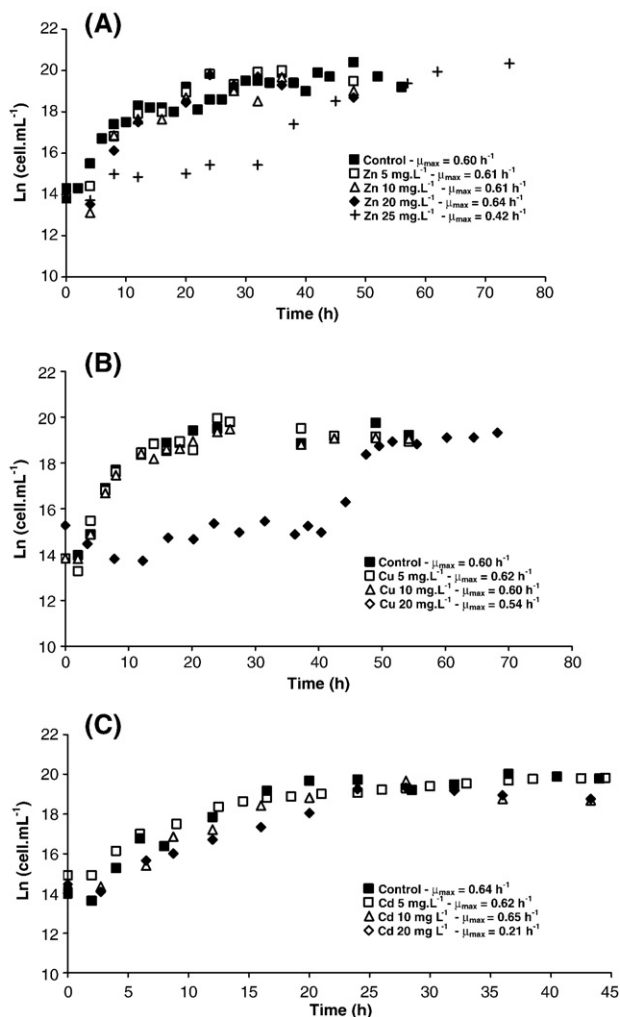 (A)
22
20
18
16
14
12
10
Ln (cell.mL⁻¹)
Control - μmax = 0.60 h⁻¹
Zn 5 mg.L⁻¹ - μmax = 0.61 h⁻¹
Zn 10 mg.L⁻¹ - μmax = 0.61 h⁻¹
Zn 20 mg.L⁻¹ - μmax = 0.64 h⁻¹
Zn 25 mg.L⁻¹ - μmax = 0.42 h⁻¹
0 10 20 30 40 50 60 70 80
Time (h)
(B)
22
20
18
16
14
12
10
Ln (cell.mL⁻¹)
Control - μmax = 0.60 h⁻¹
Cu 5 mg.L⁻¹ - μmax = 0.62 h⁻¹
Cu 10 mg.L⁻¹ - μmax = 0.60 h⁻¹
Cu 20 mg.L⁻¹ - μmax = 0.54 h⁻¹
0 10 20 30 40 50 60 70 80
Time (h)
(C)
22
20
18
16
14
12
10
Ln (cell.mL⁻¹)
Control - μmax = 0.64 h⁻¹
Cd 5 mg.L⁻¹ - μmax = 0.62 h⁻¹
Cd 10 mg L⁻¹ - μmax = 0.65 h⁻¹
Cd 20 mg L⁻¹ - μmax = 0.21 h⁻¹
0 5 10 15 20 25 30 35 40 45
Time (h)